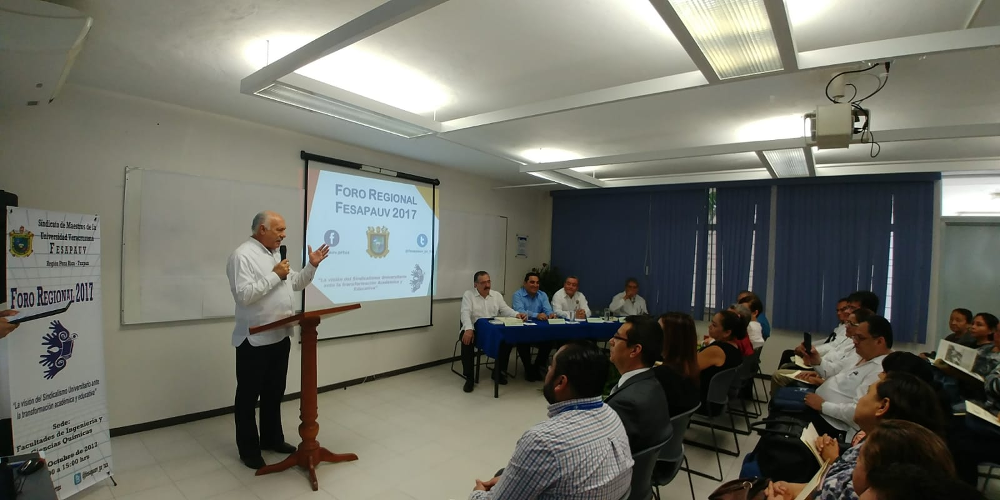 Sindicato de Maestros de la
Universidad Veracruzana
FESAPAUV
Región Poza Rica - Tuxpan
FORO REGIONAL 2017
"La visión del Sindicalismo Universitario ante
la transformación académica y educativa"
Sede:
Facultades de Ingeniería y
Ciencias Químicas
Octubre de 2017
a 15:00 hrs
@fesapauv_pr_tux
FORO REGIONAL
FESAPAUV 2017
"La visión del Sindicalismo Universitario
ante la transformación Académica y
Educativa"